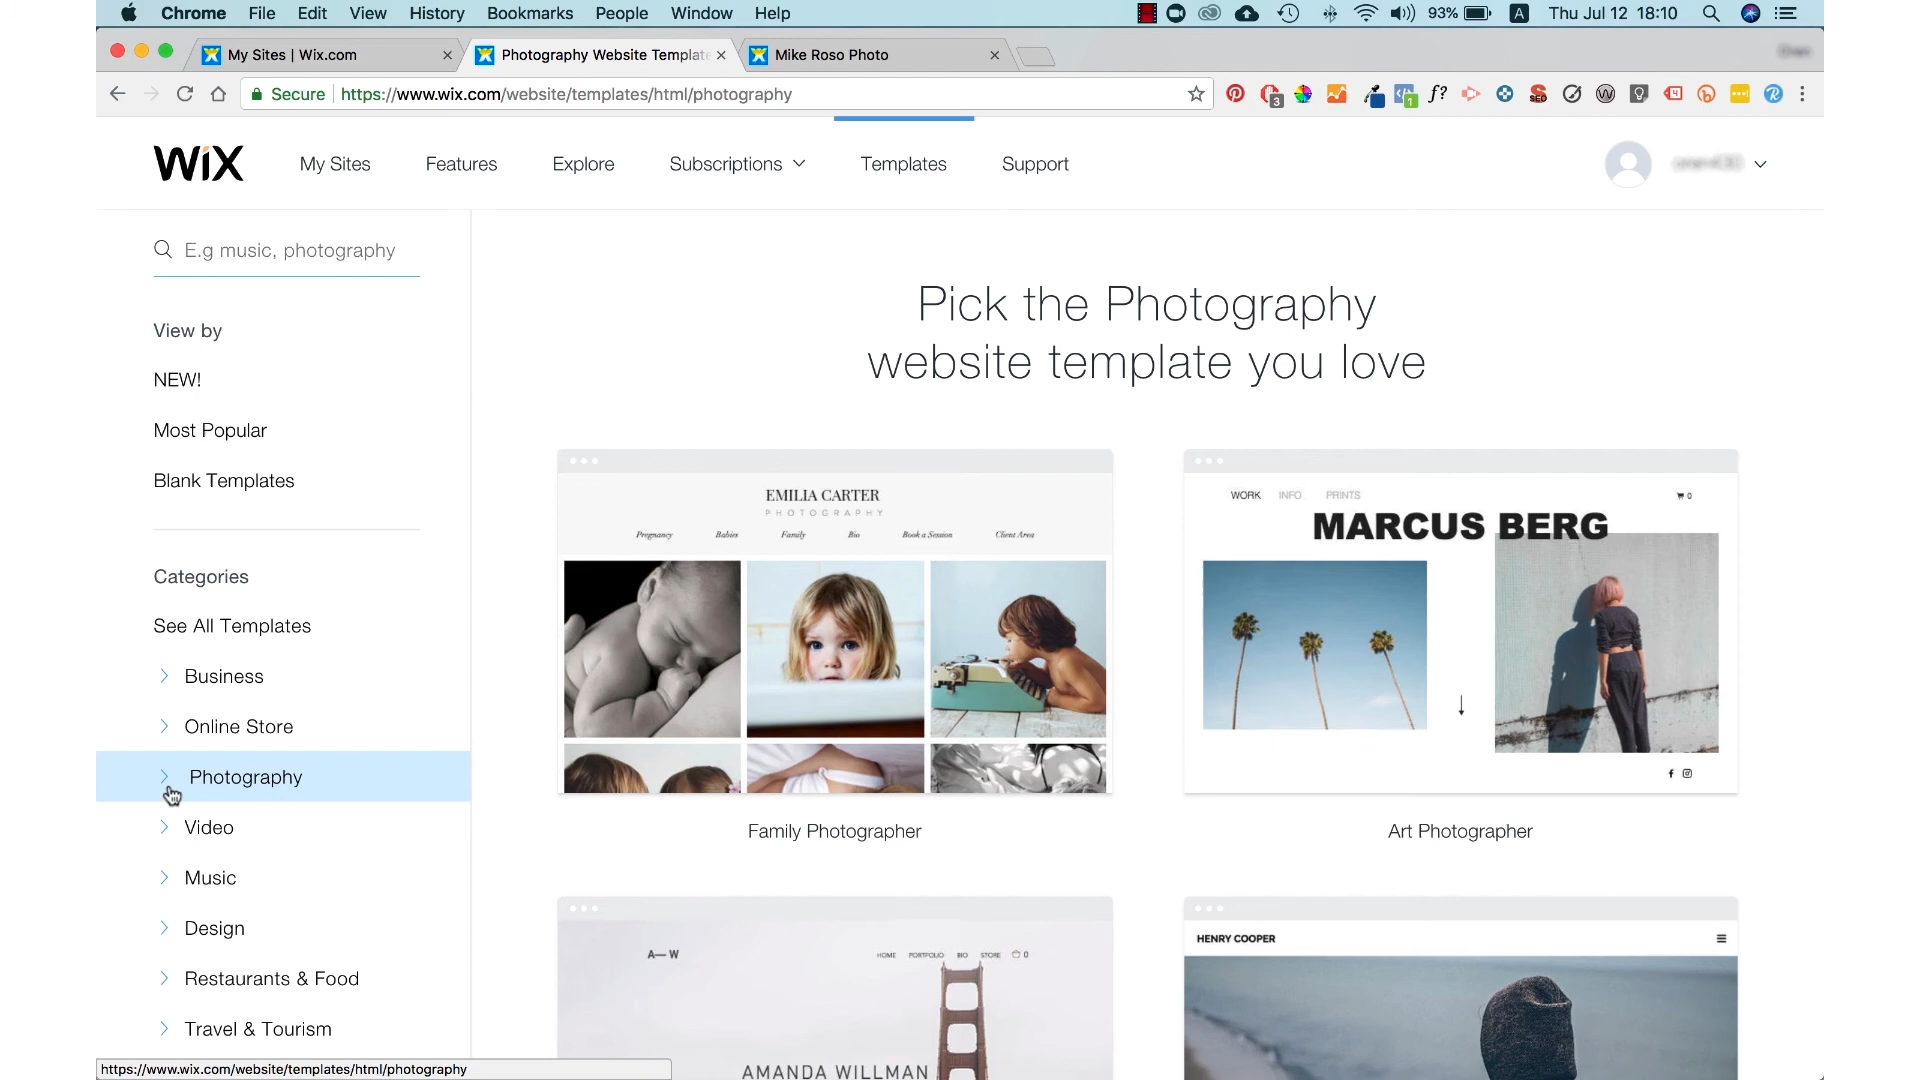 Chrome File Edit View History Bookmarks People Window Help 93% A Thu Jul 12 18:10
My Sites | Wix.com
Photography Website Templat
Mike Roso Photo
Secure https://www.wix.com/website/templates/html/photography
WiX My Sites Features Explore Subscriptions Templates Support
E.g music, photography
View by
NEW!
Most Popular
Blank Templates
Categories
See All Templates
Business
Online Store
Photography
Video
Music
Design
Restaurants & Food
Travel & Tourism
https://www.wix.com/website/templates/html/photography
Pick the Photography
website template you love
EMILIA CARTER
PHOTOGRAPHY
Pregnancy Babies Family Bio Book a Session Client Area
Family Photographer
WORK INFO PRINTS 0
MARCUS BERG
Art Photographer
A—W HOME PORTFOLIO BIO STORE 0
AMANDA WILLMAN
HENRY COOPER